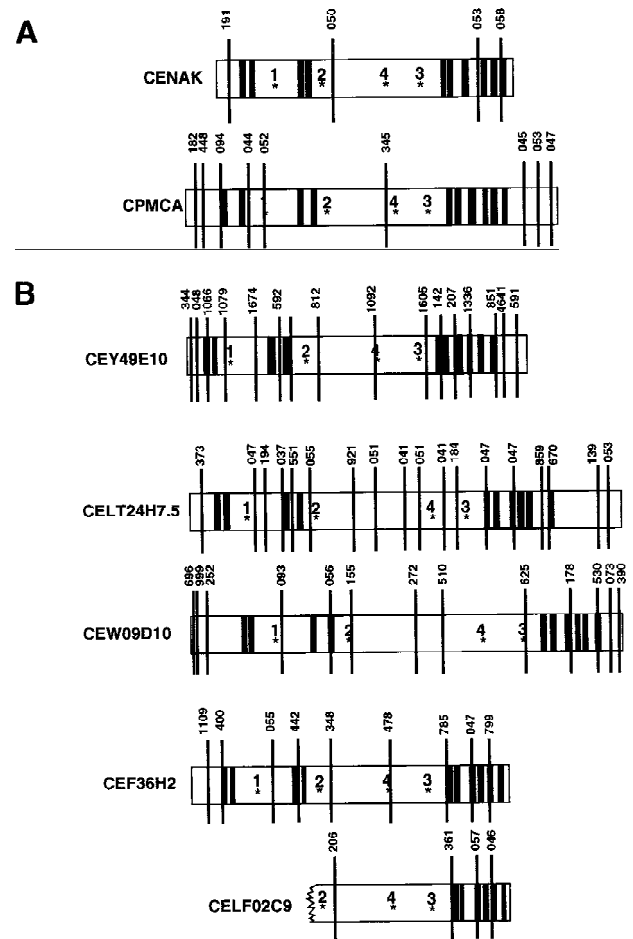 A
191 050 053 058
CENAK 1 * 2 * 4 * 3 *
182 448 094 044 052 345 045 053 047
CPMCA 2 * 4 * 3 *
B
344 048 1066 1079 1674 592 812 1092 1605 142 207 1336 851 4641 591
CEY49E10 1 * 2 * 4 * 3 *
373 047 194 037 551 055 921 051 041 051 041 184 047 047 859 670 139 053
CELT24H7.5 1 * 2 * 4 * 3 *
696 999 252 093 056 155 272 510 625 178 530 073 390
CEW09D10 1 * 2 * 4 * 3 *
1109 400 055 442 348 478 785 047 799
CEF36H2 1 * 2 * 4 * 3 *
206 361 057 046
CELF02C9 2 * 4 * 3 *